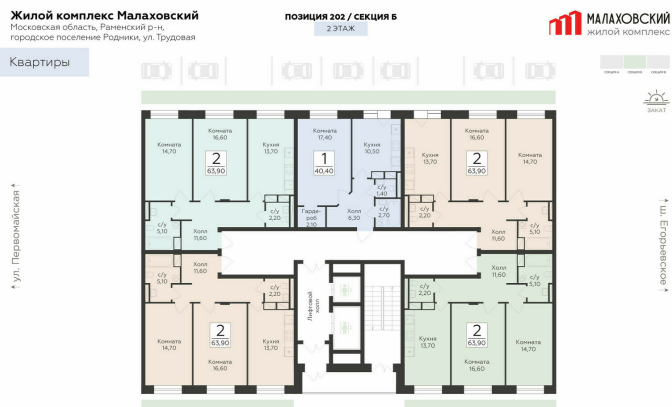 Жилой комплекс Малаховский
Московская область, Раменский р-н,
городское поселение Родники, ул. Трудовая
ПОЗИЦИЯ 202 / СЕКЦИЯ Б
2 ЭТАЖ
МАЛАХОВСКИЙ
жилой комплекс
Квартиры
ЗАКАТ
ул. Первомайская
ш. Егорьевское
Комната
14,70
Комната
16,60
Кухня
13,70
2
63,90
с/у
5,10
с/у
2,20
Холл
11,60
Комната
17,40
Кухня
10,50
1
40,40
с/у
1,40
с/у
2,70
Гарде-
роб
2,10
Холл
6,30
Кухня
13,70
Комната
16,60
Комната
14,70
2
63,90
с/у
2,20
с/у
5,10
Холл
11,60
Холл
11,60
с/у
5,10
с/у
2,20
2
63,90
Комната
14,70
Комната
16,60
Кухня
13,70
Лифтовой
холл
Холл
11,60
с/у
2,20
с/у
5,10
2
63,90
Кухня
13,70
Комната
16,60
Комната
14,70